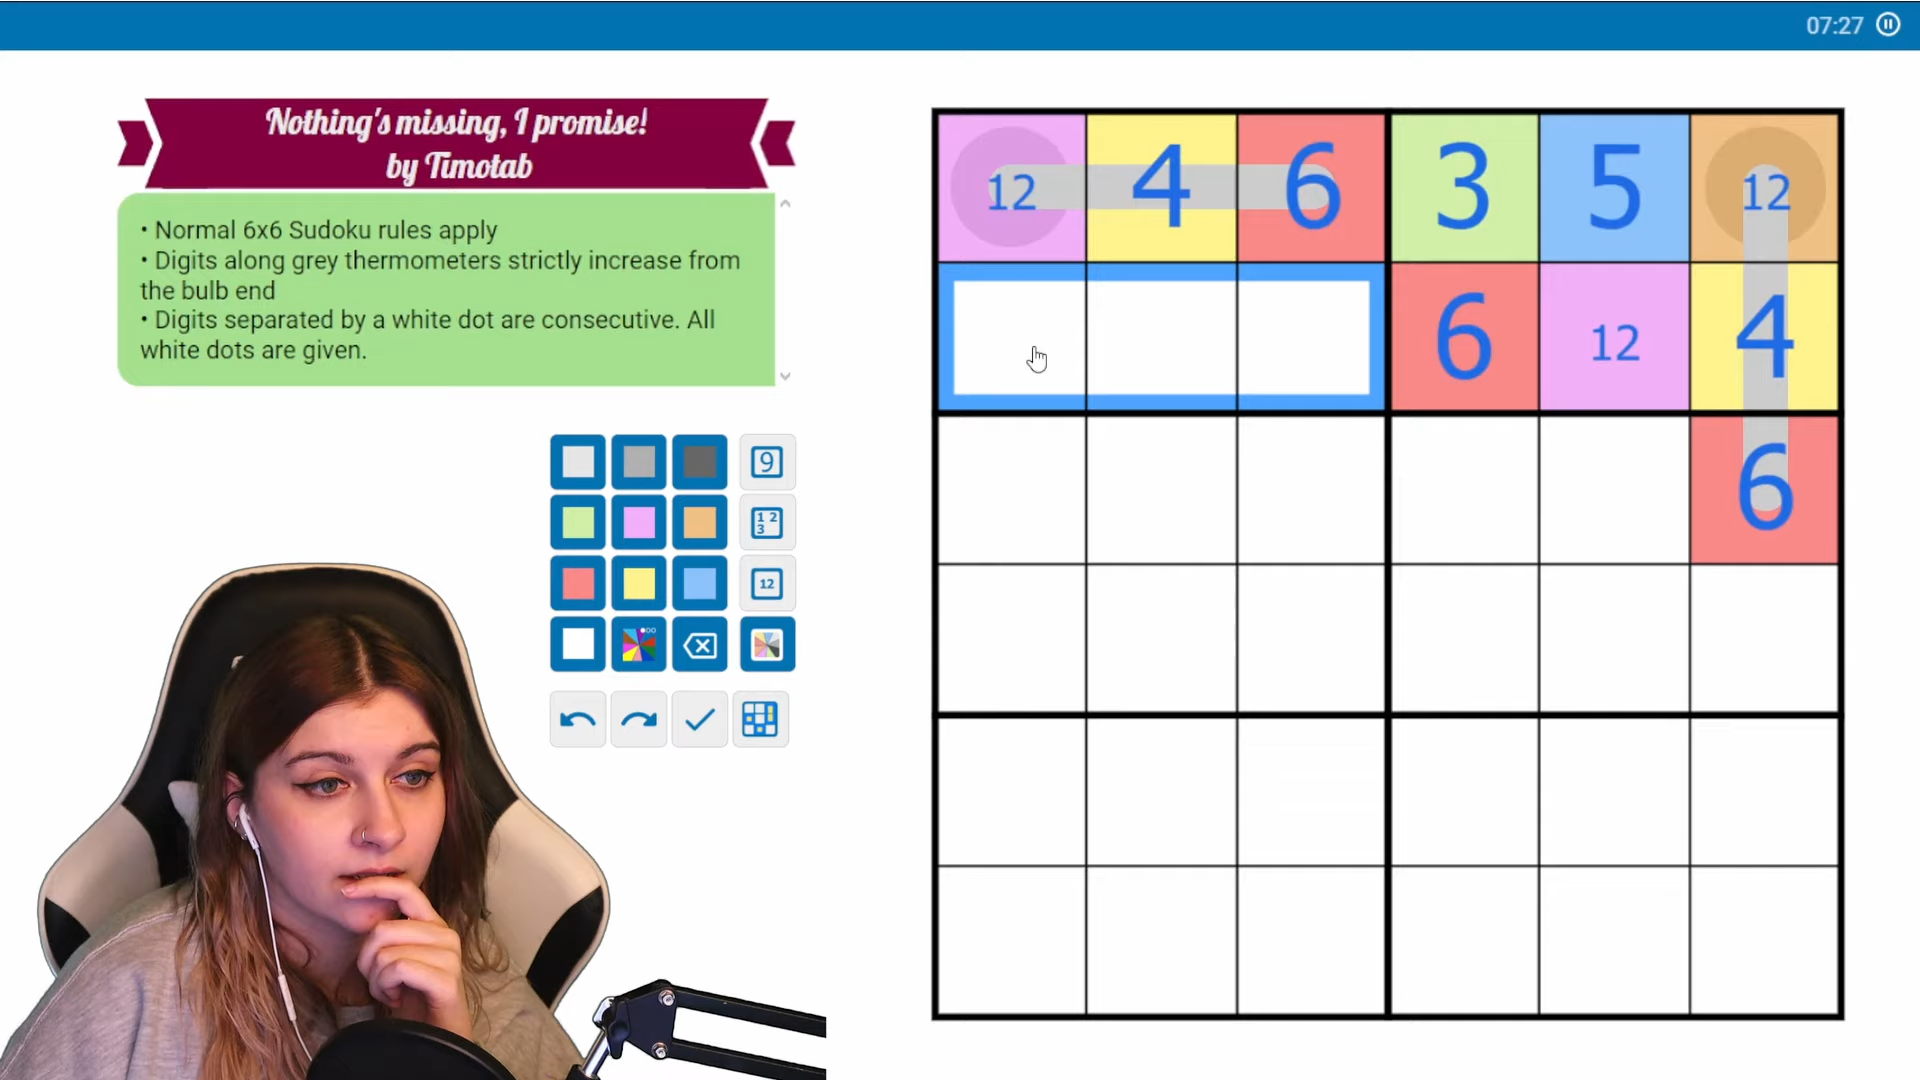 07:27
Nothing's missing, I promise!
by Timotab
• Normal 6x6 Sudoku rules apply
• Digits along grey thermometers strictly increase from
the bulb end
• Digits separated by a white dot are consecutive. All
white dots are given.
9
1 2
3
12
12 4 6 3 5 12
6 12 4
6